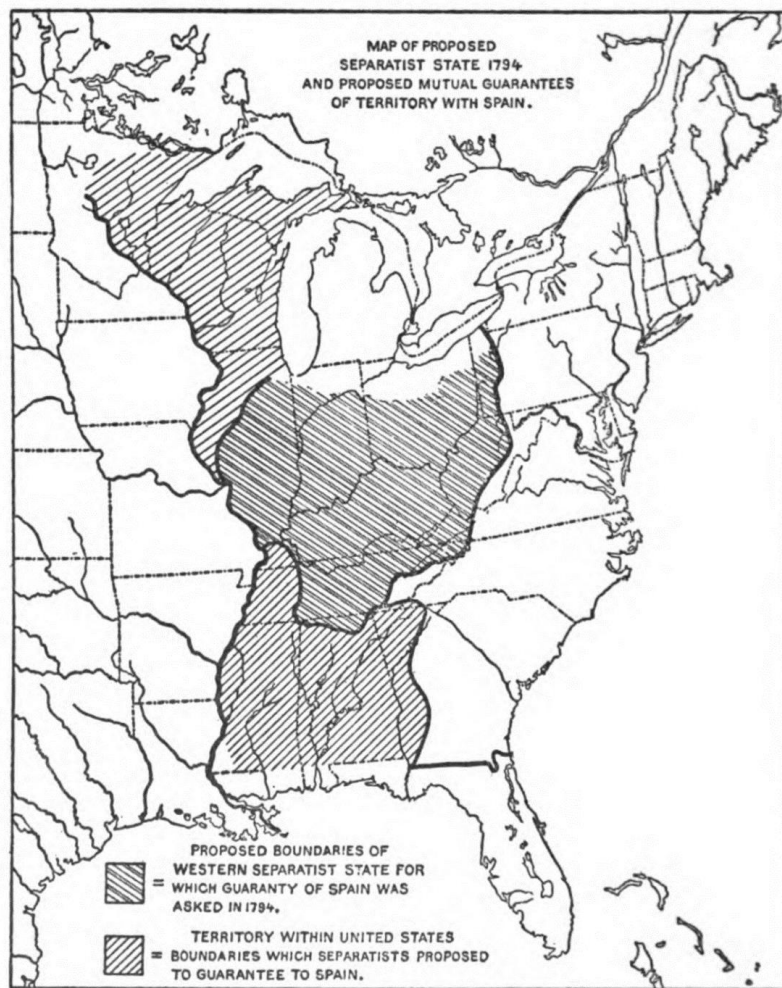 MAP OF PROPOSED
SEPARATIST STATE 1794
AND PROPOSED MUTUAL GUARANTEES
OF TERRITORY WITH SPAIN.
PROPOSED BOUNDARIES OF
WESTERN SEPARATIST STATE FOR
= WHICH GUARANTY OF SPAIN WAS
ASKED IN 1794.
TERRITORY WITHIN UNITED STATES
= BOUNDARIES WHICH SEPARATISTS PROPOSED
TO GUARANTEE TO SPAIN.